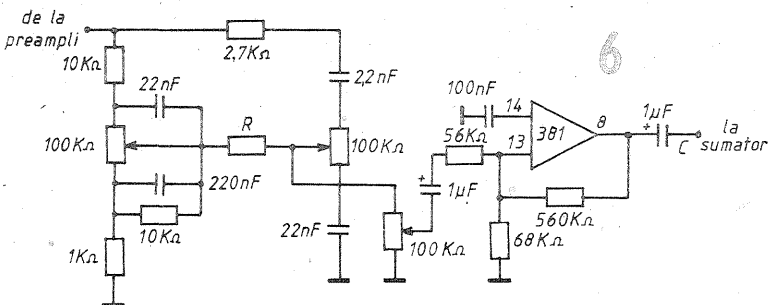 de la
preampli
10KΩ
2,7KΩ
22nF
2,2nF
6
100KΩ
R
100KΩ
220nF
10KΩ
1KΩ
22nF
100KΩ
1µF
+
56KΩ
100nF
14
13
381
8
1µF
+
C
la
sumator
560KΩ
68KΩ